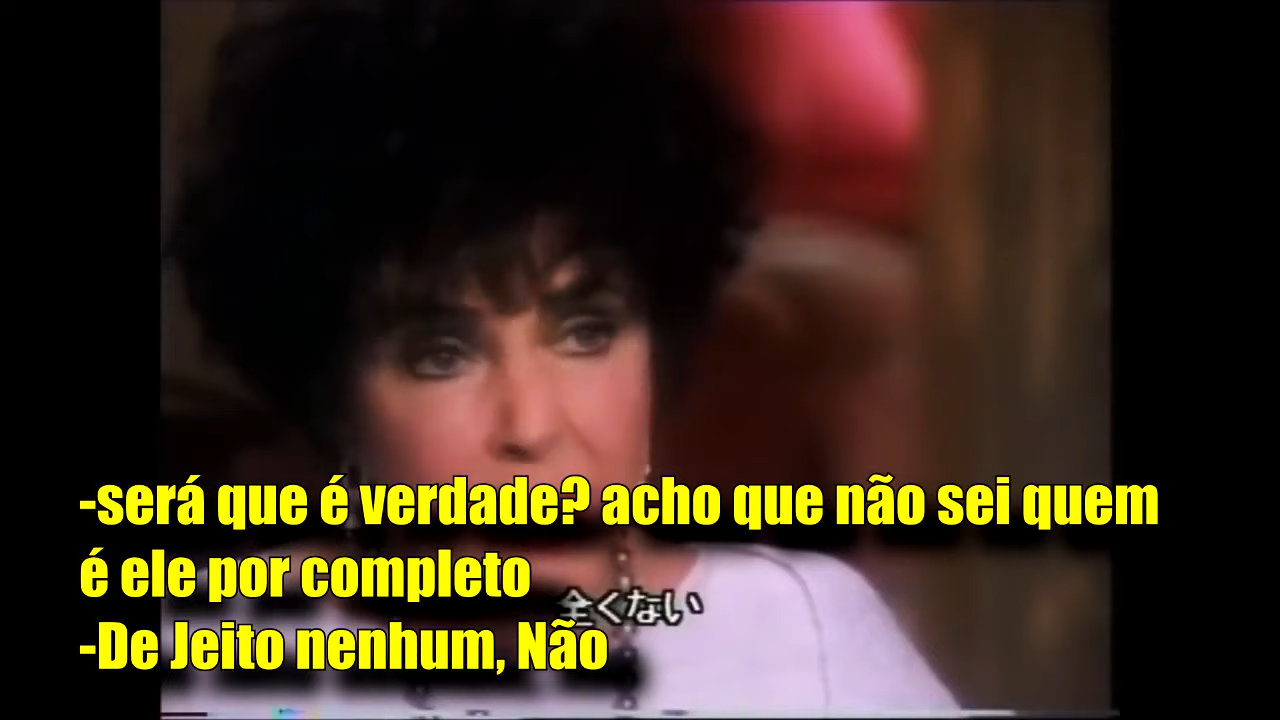 -será que é verdade? acho que não sei quem
é ele por completo
全くない
-De Jeito nenhum, Não